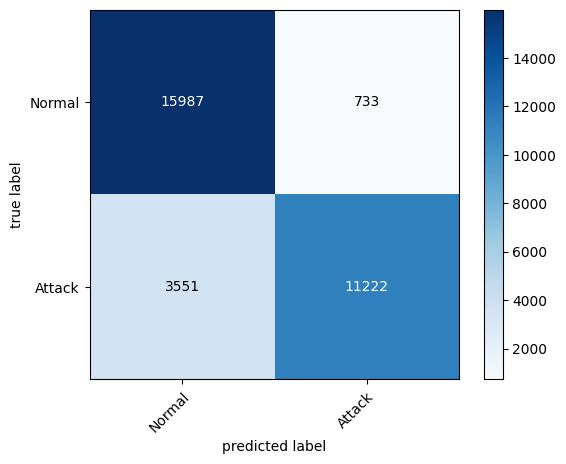 14000
12000
10000
8000
6000
4000
2000
true label
Normal
15987
733
Attack
3551
11222
Normal
Attack
predicted label